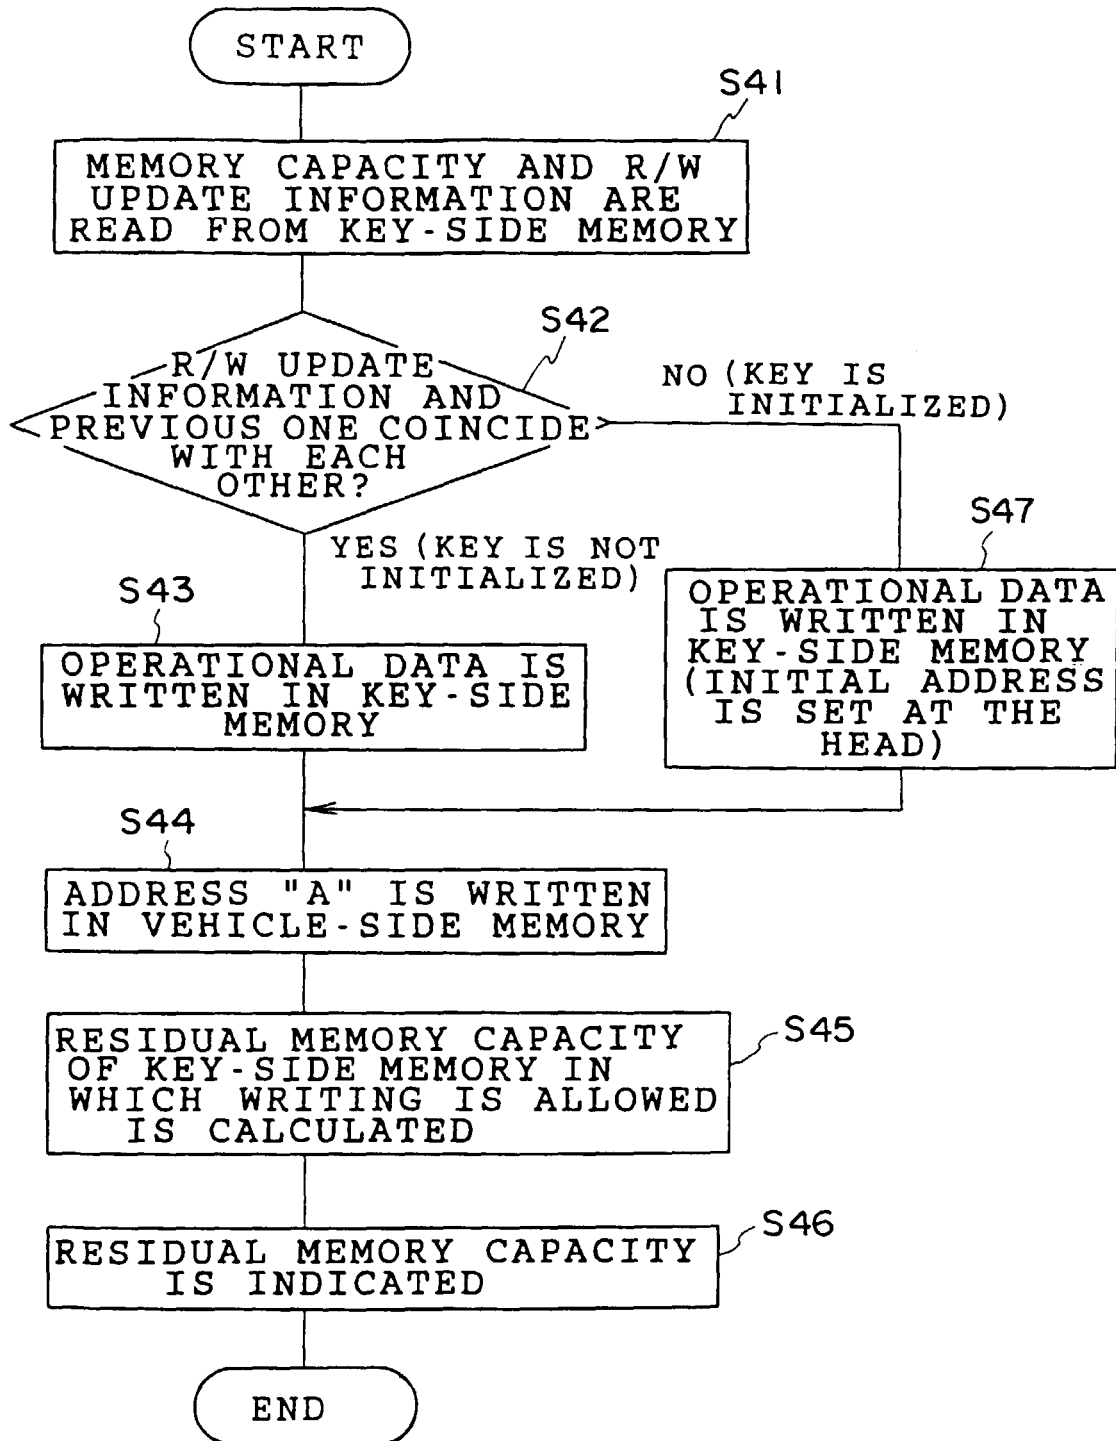 START
S41
MEMORY CAPACITY AND R/W
UPDATE INFORMATION ARE
READ FROM KEY-SIDE MEMORY
S42
R/W UPDATE
INFORMATION AND
PREVIOUS ONE COINCIDE
WITH EACH
OTHER?
NO (KEY IS
INITIALIZED)
YES (KEY IS NOT
INITIALIZED)
S43
OPERATIONAL DATA IS
WRITTEN IN KEY-SIDE
MEMORY
S47
OPERATIONAL DATA
IS WRITTEN IN
KEY-SIDE MEMORY
(INITIAL ADDRESS
IS SET AT THE
HEAD)
S44
ADDRESS "A" IS WRITTEN
IN VEHICLE-SIDE MEMORY
S45
RESIDUAL MEMORY CAPACITY
OF KEY-SIDE MEMORY IN
WHICH WRITING IS ALLOWED
IS CALCULATED
S46
RESIDUAL MEMORY CAPACITY
IS INDICATED
END